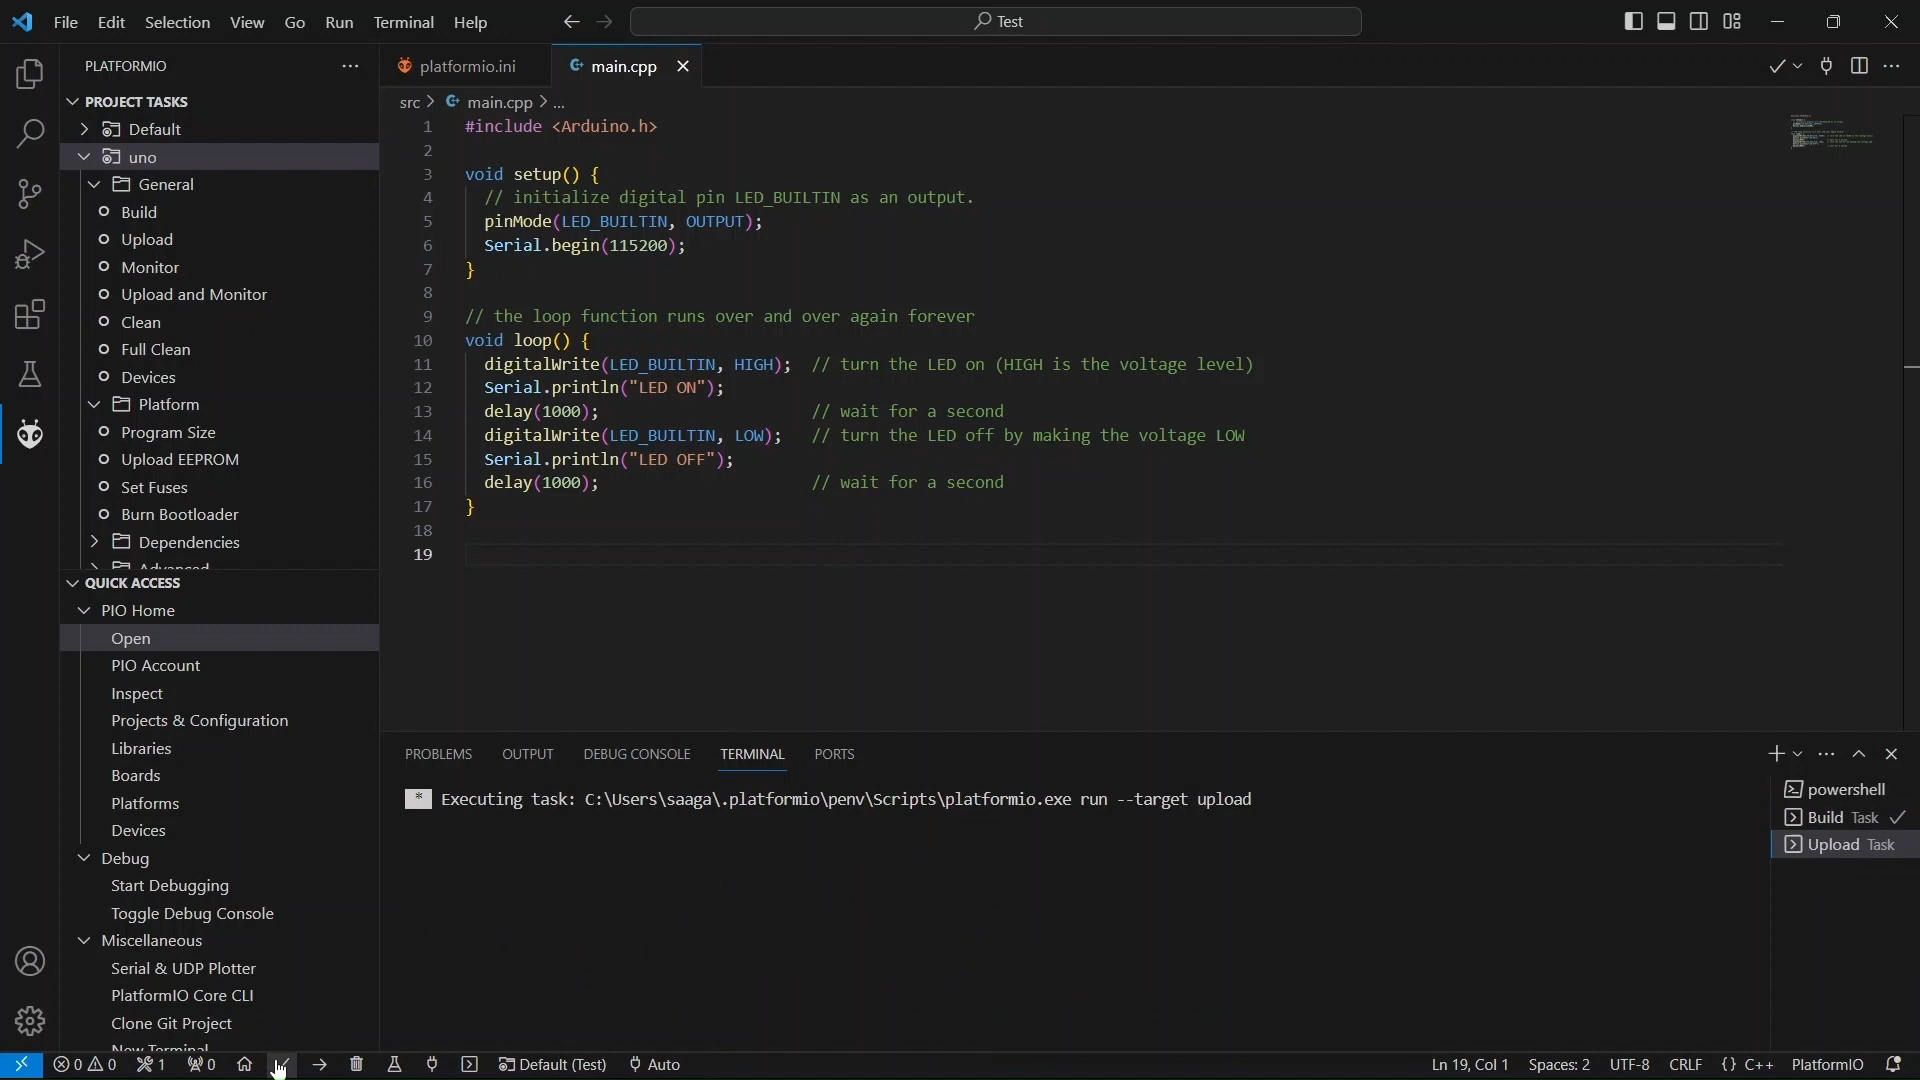 File Edit Selection View Go Run Terminal Help
Test
PLATFORMIO
platformio.ini
main.cpp
PROJECT TASKS
Default
uno
General
Build
Upload
Monitor
Upload and Monitor
Clean
Full Clean
Devices
Platform
Program Size
Upload EEPROM
Set Fuses
Burn Bootloader
Dependencies
Advanced
QUICK ACCESS
PIO Home
Open
PIO Account
Inspect
Projects & Configuration
Libraries
Boards
Platforms
Devices
Debug
Start Debugging
Toggle Debug Console
Miscellaneous
Serial & UDP Plotter
PlatformIO Core CLI
Clone Git Project
New Terminal
src > main.cpp > ...
1 #include <Arduino.h>
2
3 void setup() {
4 // initialize digital pin LED_BUILTIN as an output.
5 pinMode(LED_BUILTIN, OUTPUT);
6 Serial.begin(115200);
7 }
8
9 // the loop function runs over and over again forever
10 void loop() {
11 digitalWrite(LED_BUILTIN, HIGH); // turn the LED on (HIGH is the voltage level)
12 Serial.println("LED ON");
13 delay(1000); // wait for a second
14 digitalWrite(LED_BUILTIN, LOW); // turn the LED off by making the voltage LOW
15 Serial.println("LED OFF");
16 delay(1000); // wait for a second
17 }
18
19
PROBLEMS OUTPUT DEBUG CONSOLE TERMINAL PORTS
* Executing task: C:\Users\saaga\.platformio\penv\Scripts\platformio.exe run --target upload
powershell
Build Task
Upload Task
0 0 1 0 Default (Test) Auto Ln 19, Col 1 Spaces: 2 UTF-8 CRLF {} C++ PlatformIO